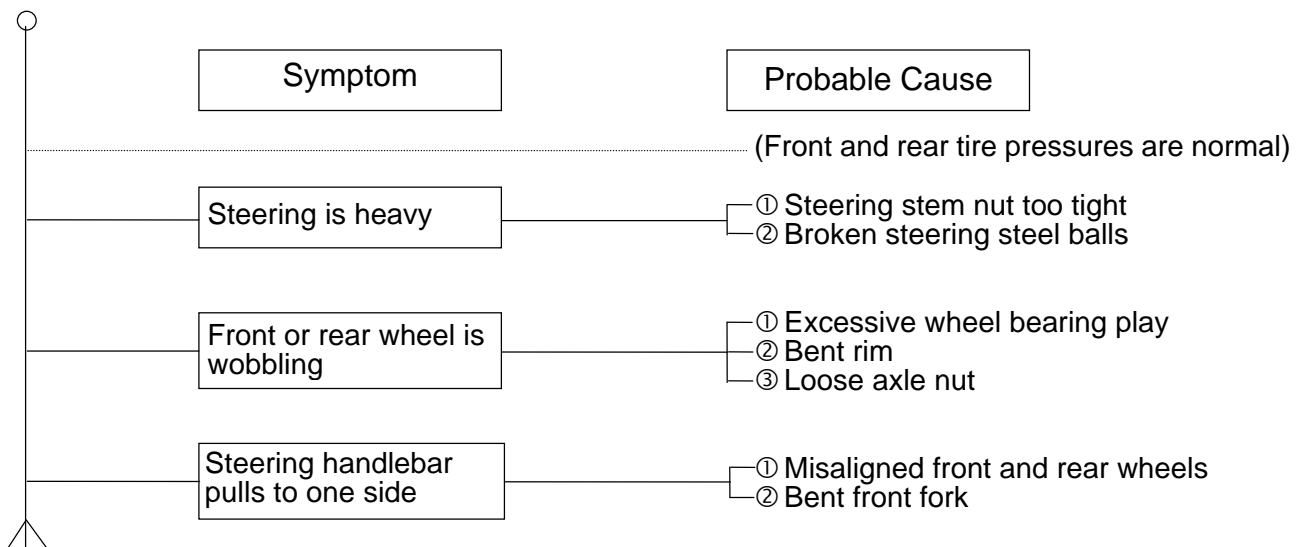 Symptom
Probable Cause
(Front and rear tire pressures are normal)
Steering is heavy
① Steering stem nut too tight
② Broken steering steel balls
Front or rear wheel is
wobbling
① Excessive wheel bearing play
② Bent rim
③ Loose axle nut
Steering handlebar
pulls to one side
① Misaligned front and rear wheels
② Bent front fork